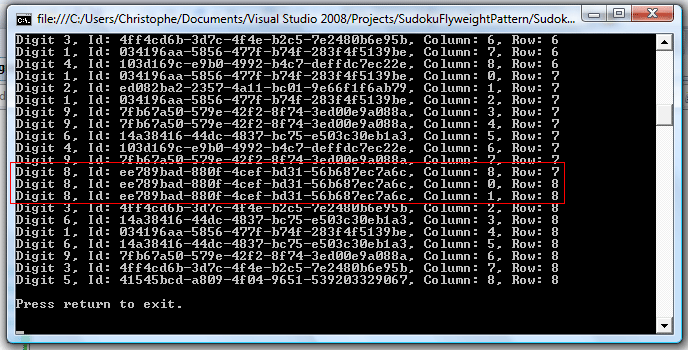 file:///C:/Users/Christophe/Documents/Visual Studio 2008/Projects/SudokuFlyweightPattern/Sudok...
Digit 3, Id: 4ff4cd6b-3d7c-4f4e-b2c5-7e2480b6e95b, Column: 6, Row: 6
Digit 1, Id: 034196aa-5856-477f-b74f-283f4f5139be, Column: 7, Row: 6
Digit 4, Id: 103d169c-e9b0-4992-b4c7-deffdc7ec22e, Column: 8, Row: 6
Digit 1, Id: 034196aa-5856-477f-b74f-283f4f5139be, Column: 0, Row: 7
Digit 2, Id: ed082ba2-2357-4a11-bc01-9e66f1f6ab79, Column: 1, Row: 7
Digit 1, Id: 034196aa-5856-477f-b74f-283f4f5139be, Column: 2, Row: 7
Digit 9, Id: 7fb67a50-579e-42f2-8f74-3ed00e9a088a, Column: 3, Row: 7
Digit 9, Id: 7fb67a50-579e-42f2-8f74-3ed00e9a088a, Column: 4, Row: 7
Digit 6, Id: 14a38416-44dc-4837-bc75-e503c30eb1a3, Column: 5, Row: 7
Digit 4, Id: 103d169c-e9b0-4992-b4c7-deffdc7ec22e, Column: 6, Row: 7
Digit 9, Id: 7fb67a50-579e-42f2-8f74-3ed00e9a088a, Column: 7, Row: 7
Digit 8, Id: ee789bad-880f-4cef-bd31-56b687ec7a6c, Column: 8, Row: 7
Digit 8, Id: ee789bad-880f-4cef-bd31-56b687ec7a6c, Column: 0, Row: 8
Digit 8, Id: ee789bad-880f-4cef-bd31-56b687ec7a6c, Column: 1, Row: 8
Digit 3, Id: 4ff4cd6b-3d7c-4f4e-b2c5-7e2480b6e95b, Column: 2, Row: 8
Digit 6, Id: 14a38416-44dc-4837-bc75-e503c30eb1a3, Column: 3, Row: 8
Digit 1, Id: 034196aa-5856-477f-b74f-283f4f5139be, Column: 4, Row: 8
Digit 6, Id: 14a38416-44dc-4837-bc75-e503c30eb1a3, Column: 5, Row: 8
Digit 9, Id: 7fb67a50-579e-42f2-8f74-3ed00e9a088a, Column: 6, Row: 8
Digit 3, Id: 4ff4cd6b-3d7c-4f4e-b2c5-7e2480b6e95b, Column: 7, Row: 8
Digit 5, Id: 41545bcd-a809-4f04-9651-539203329067, Column: 8, Row: 8
Press return to exit.